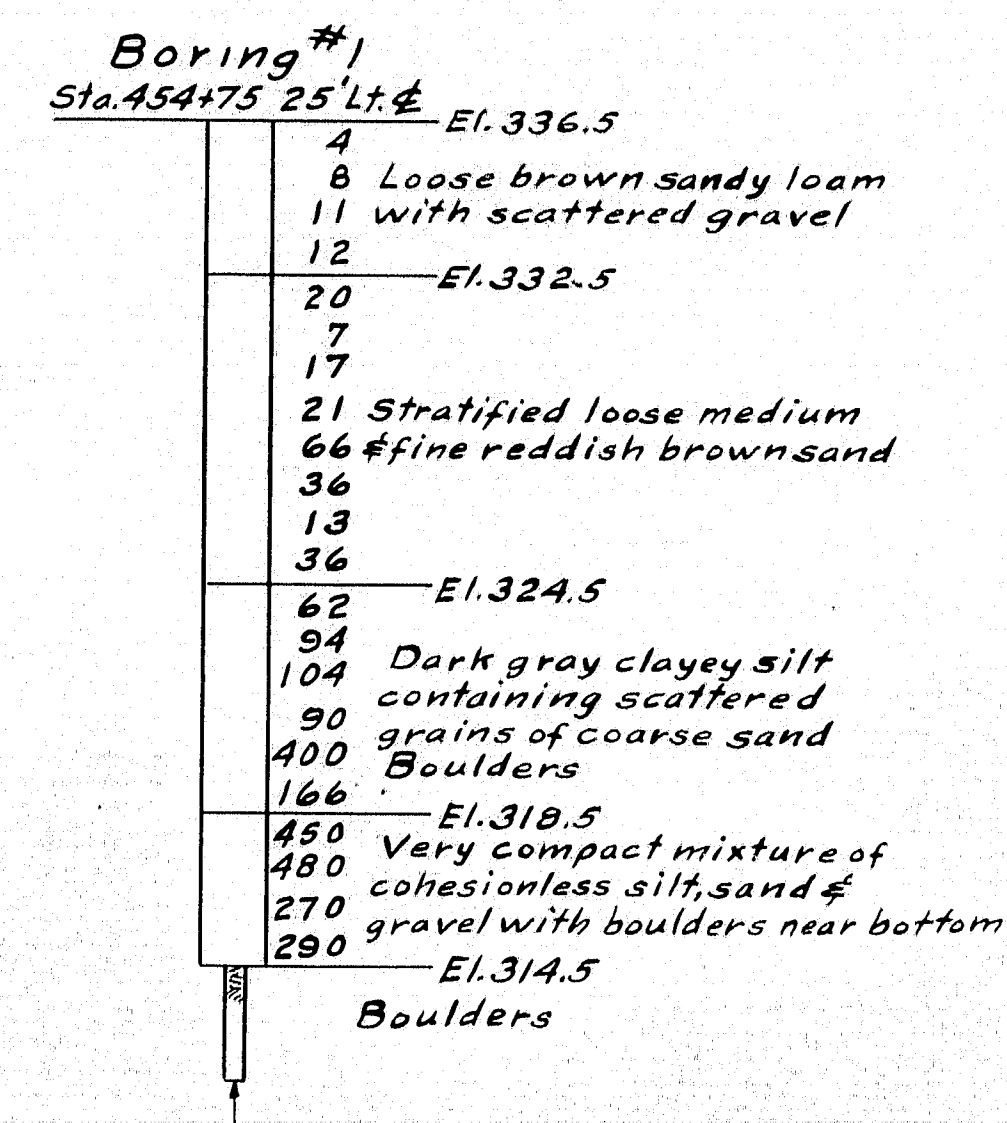 Boring #1
Sta. 454+75 25' Lt. ℄
El. 336.5
4
8 Loose brown sandy loam
11 with scattered gravel
12
El. 332.5
20
7
17
21 Stratified loose medium
66 & fine reddish brown sand
36
13
36
El. 324.5
62
94
104 Dark gray clayey silt
containing scattered
90 grains of coarse sand
400 Boulders
166
El. 318.5
450 Very compact mixture of
480 cohesionless silt, sand &
270 gravel with boulders near bottom
290
El. 314.5
Boulders